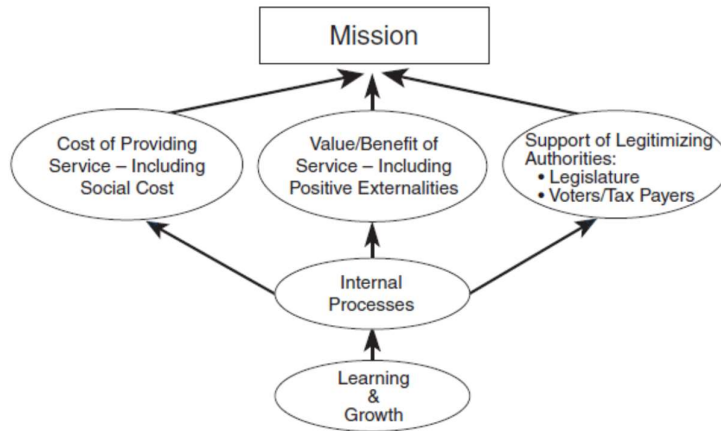 Mission
Cost of Providing
Service – Including
Social Cost
Value/Benefit of
Service – Including
Positive Externalities
Support of Legitimizing
Authorities:
• Legislature
• Voters/Tax Payers
Internal
Processes
Learning
&
Growth